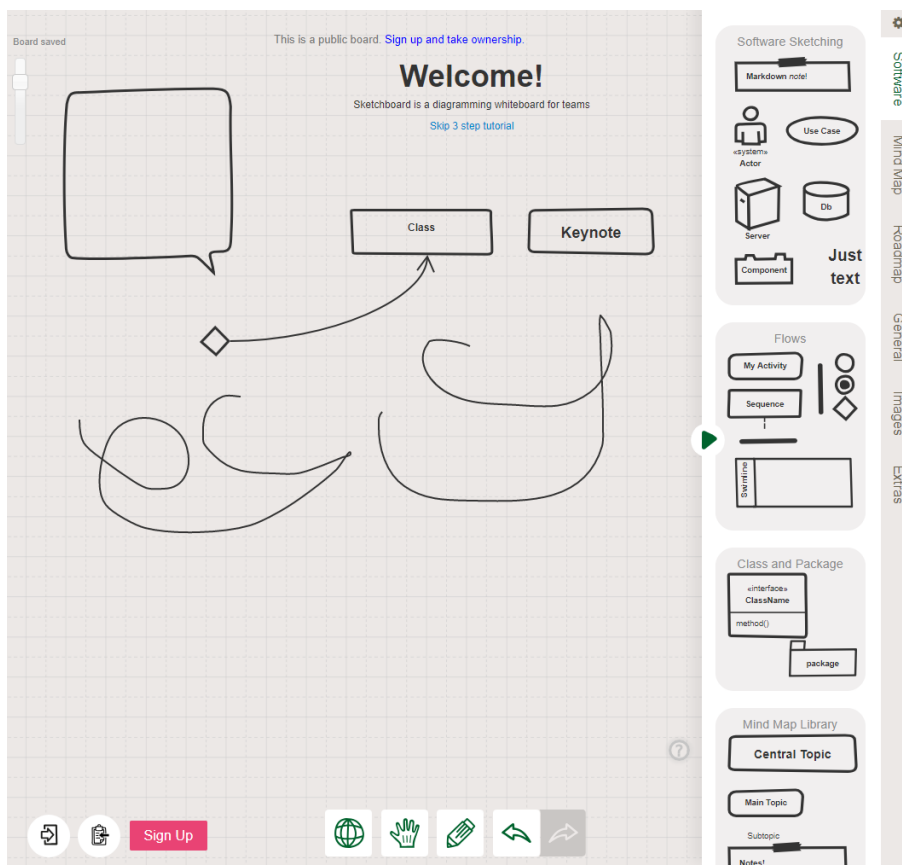 Board saved
This is a public board. Sign up and take ownership.
Welcome!
Sketchboard is a diagramming whiteboard for teams
Skip 3 step tutorial
Class
Keynote
?
Sign Up
Software Sketching
Markdown note!
«system»
Actor
Use Case
Server
Db
Component
Just
text
Flows
My Activity
Sequence
Swimline
Class and Package
«interface»
ClassName
method()
package
Mind Map Library
Central Topic
Main Topic
Subtopic
Notes!
Software
Mind Map
Roadmap
General
Images
Extras